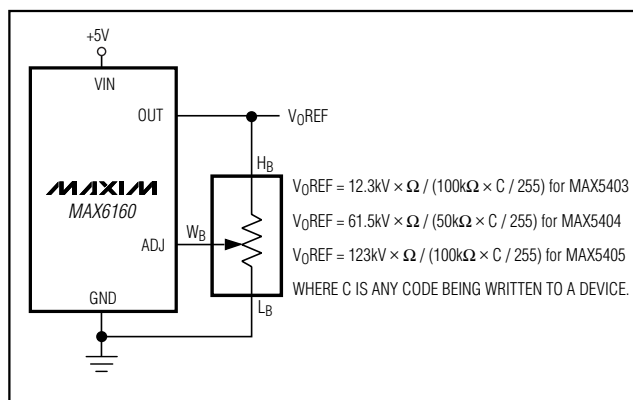 +5V
VIN
OUT
V0REF
HB
MAXIM
MAX6160
ADJ
WB
GND
LB
V0REF = 12.3kV × Ω / (100kΩ × C / 255) for MAX5403
V0REF = 61.5kV × Ω / (50kΩ × C / 255) for MAX5404
V0REF = 123kV × Ω / (100kΩ × C / 255) for MAX5405
WHERE C IS ANY CODE BEING WRITTEN TO A DEVICE.